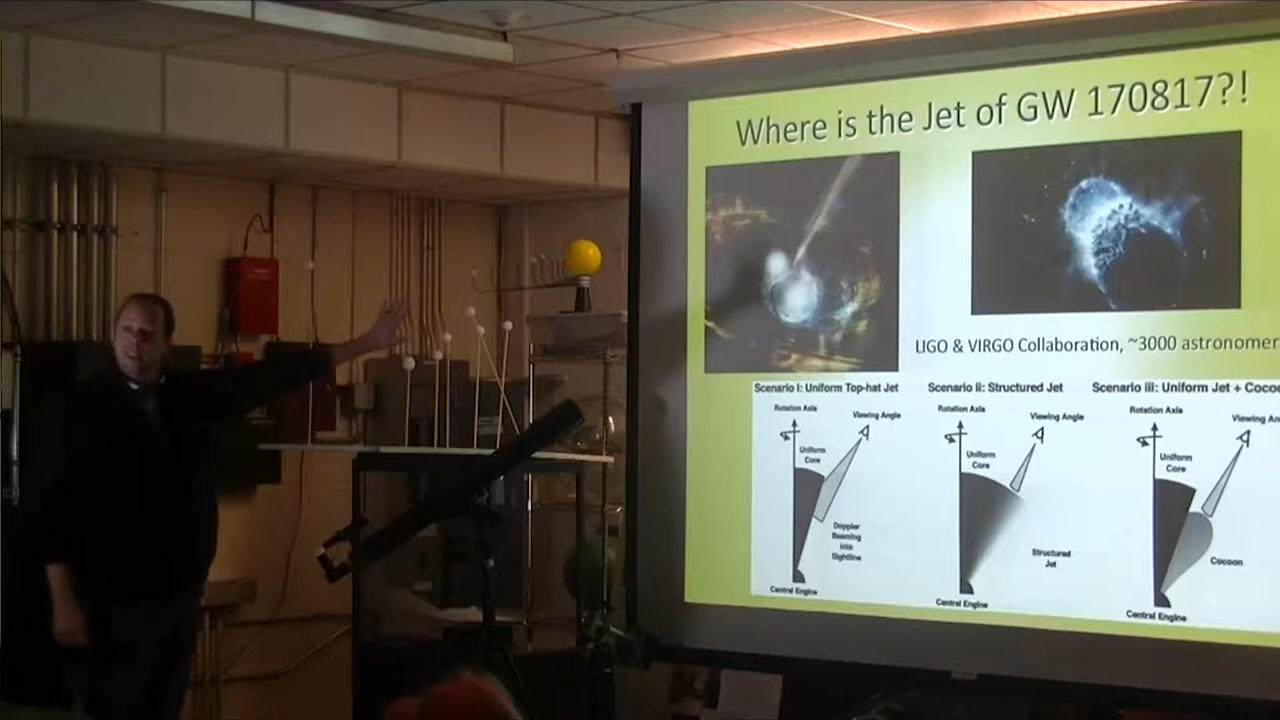 Where is the Jet of GW 170817?!
LIGO & VIRGO Collaboration, ~3000 astronomer
Scenario i: Uniform Top-hat Jet
Rotation Axis
Viewing Angle
Uniform
Core
Doppler
Beaming
Into
Sightline
Central Engine
Scenario ii: Structured Jet
Rotation Axis
Viewing Angle
Uniform
Core
Structured
Jet
Central Engine
Scenario iii: Uniform Jet + Cocoo
Rotation Axis
Viewing An
Uniform
Core
Cocoon
Central Engine